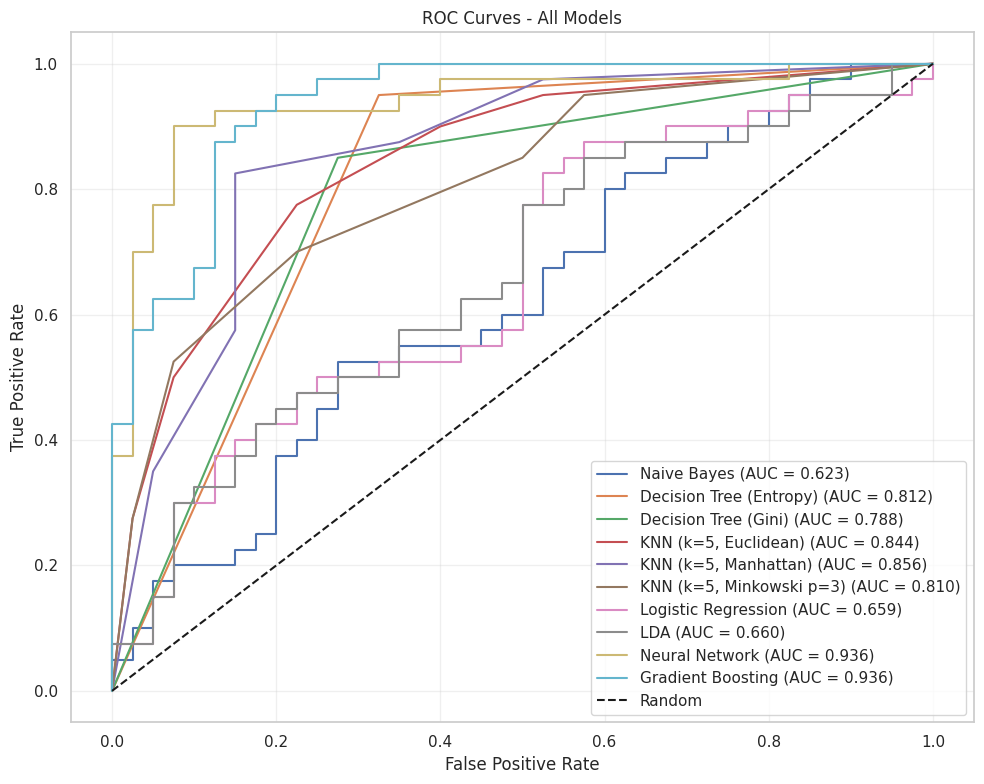 ROC Curves - All Models
True Positive Rate
1.0
0.8
0.6
0.4
0.2
0.0
Naive Bayes (AUC = 0.623)
Decision Tree (Entropy) (AUC = 0.812)
Decision Tree (Gini) (AUC = 0.788)
KNN (k=5, Euclidean) (AUC = 0.844)
KNN (k=5, Manhattan) (AUC = 0.856)
KNN (k=5, Minkowski p=3) (AUC = 0.810)
Logistic Regression (AUC = 0.659)
LDA (AUC = 0.660)
Neural Network (AUC = 0.936)
Gradient Boosting (AUC = 0.936)
Random
0.0 0.2 0.4 0.6 0.8 1.0
False Positive Rate